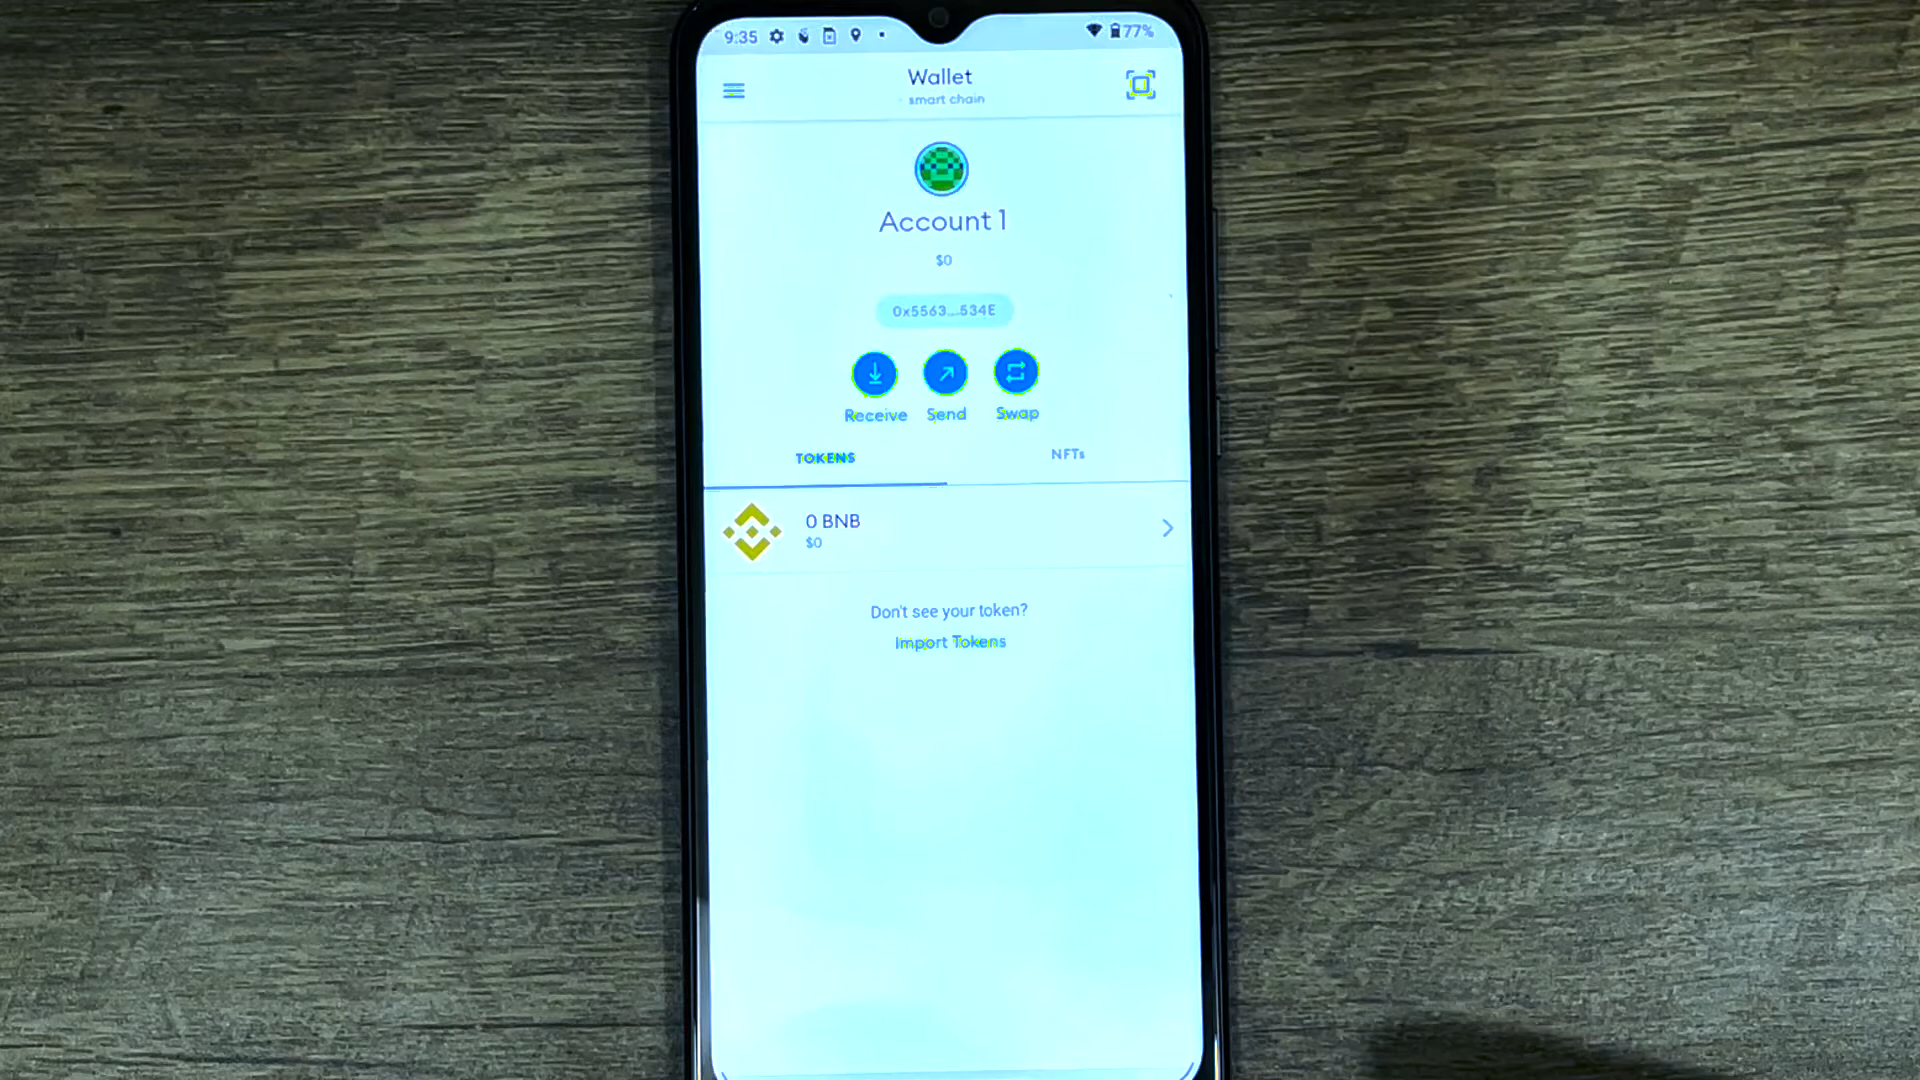 9:35
77%
Wallet
smart chain
Account 1
$0
0x5563...534E
Receive Send Swap
TOKENS NFTs
0 BNB
$0
Don't see your token?
Import Tokens